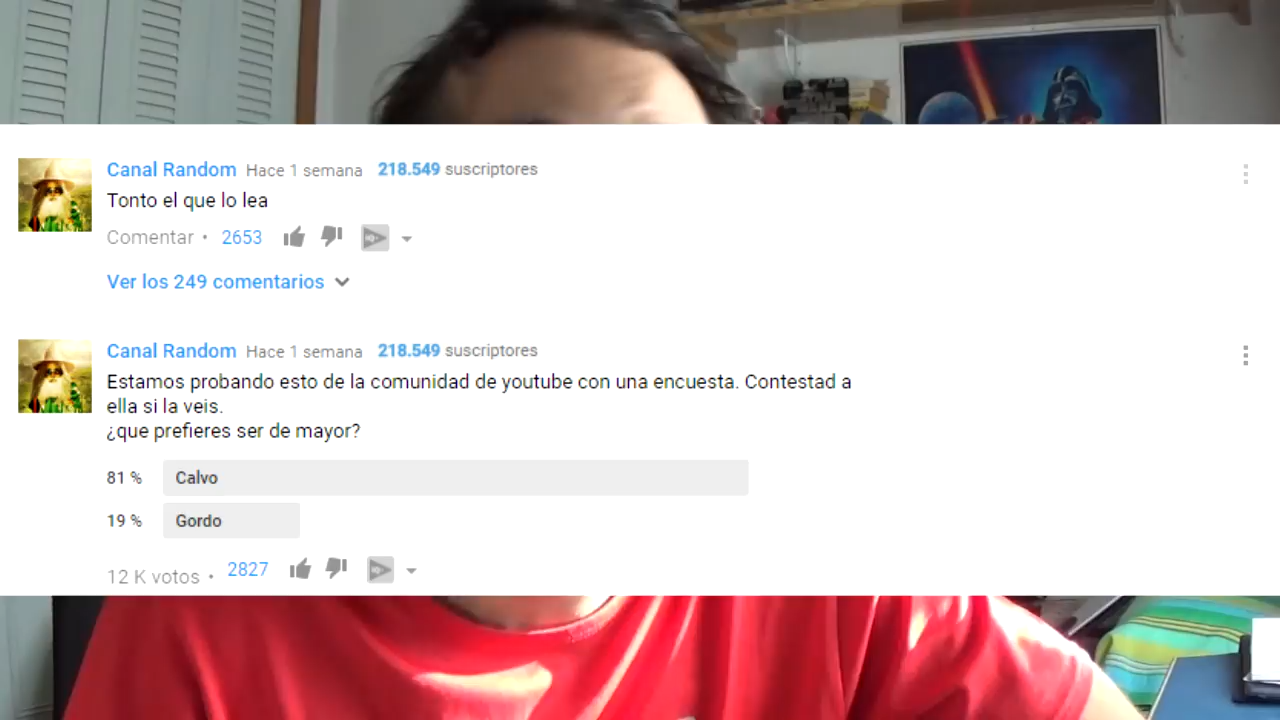 Canal Random Hace 1 semana 218.549 suscriptores
Tonto el que lo lea
Comentar • 2653
Ver los 249 comentarios
Canal Random Hace 1 semana 218.549 suscriptores
Estamos probando esto de la comunidad de youtube con una encuesta. Contestad a
ella si la veis.
¿que prefieres ser de mayor?
81 % Calvo
19 % Gordo
12 K votos • 2827